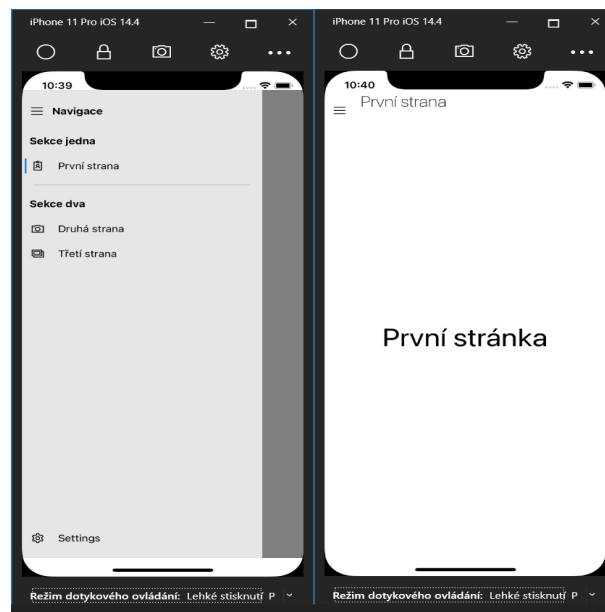 iPhone 11 Pro iOS 14.4
10:39
Navigace
Sekce jedna
První strana
Sekce dva
Druhá strana
Třetí strana
Settings
Režim dotykového ovládání: Lehké stisknutí P
iPhone 11 Pro iOS 14.4
10:40
První strana
První stránka
Režim dotykového ovládání: Lehké stisknutí P